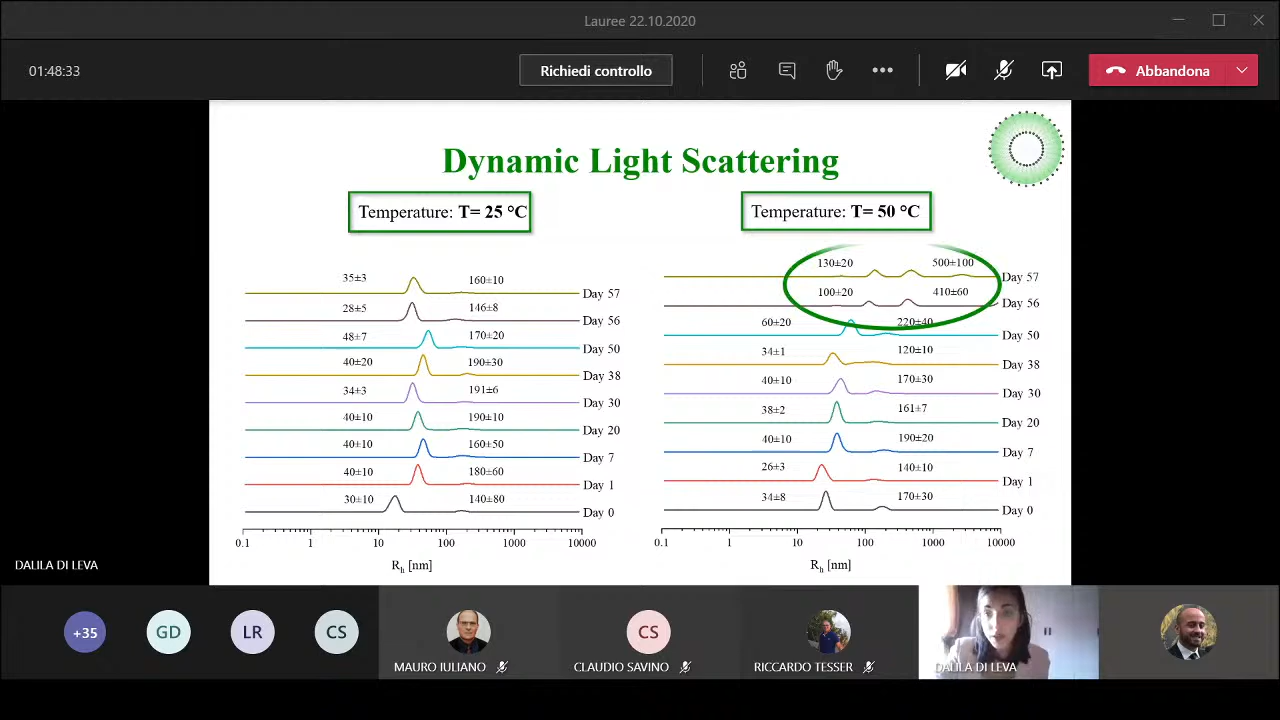 Lauree 22.10.2020
01:48:33
Richiedi controllo
Abbandona
Dynamic Light Scattering
Temperature: T= 25 °C
Temperature: T= 50 °C
35±3 160±10 Day 57
28±5 146±8 Day 56
48±7 170±20 Day 50
40±20 190±30 Day 38
34±3 191±6 Day 30
40±10 190±10 Day 20
40±10 160±50 Day 7
40±10 180±60 Day 1
30±10 140±80 Day 0
0.1 1 10 100 1000 10000
Rh [nm]
130±20 500±100 Day 57
100±20 410±60 Day 56
60±20 220±40 Day 50
34±1 120±10 Day 38
40±10 170±30 Day 30
38±2 161±7 Day 20
40±10 190±20 Day 7
26±3 140±10 Day 1
34±8 170±30 Day 0
0.1 1 10 100 1000 10000
Rh [nm]
DALILA DI LEVA
+35
GD
LR
CS
MAURO IULIANO
CS
CLAUDIO SAVINO
RICCARDO TESSER
DALILA DI LEVA